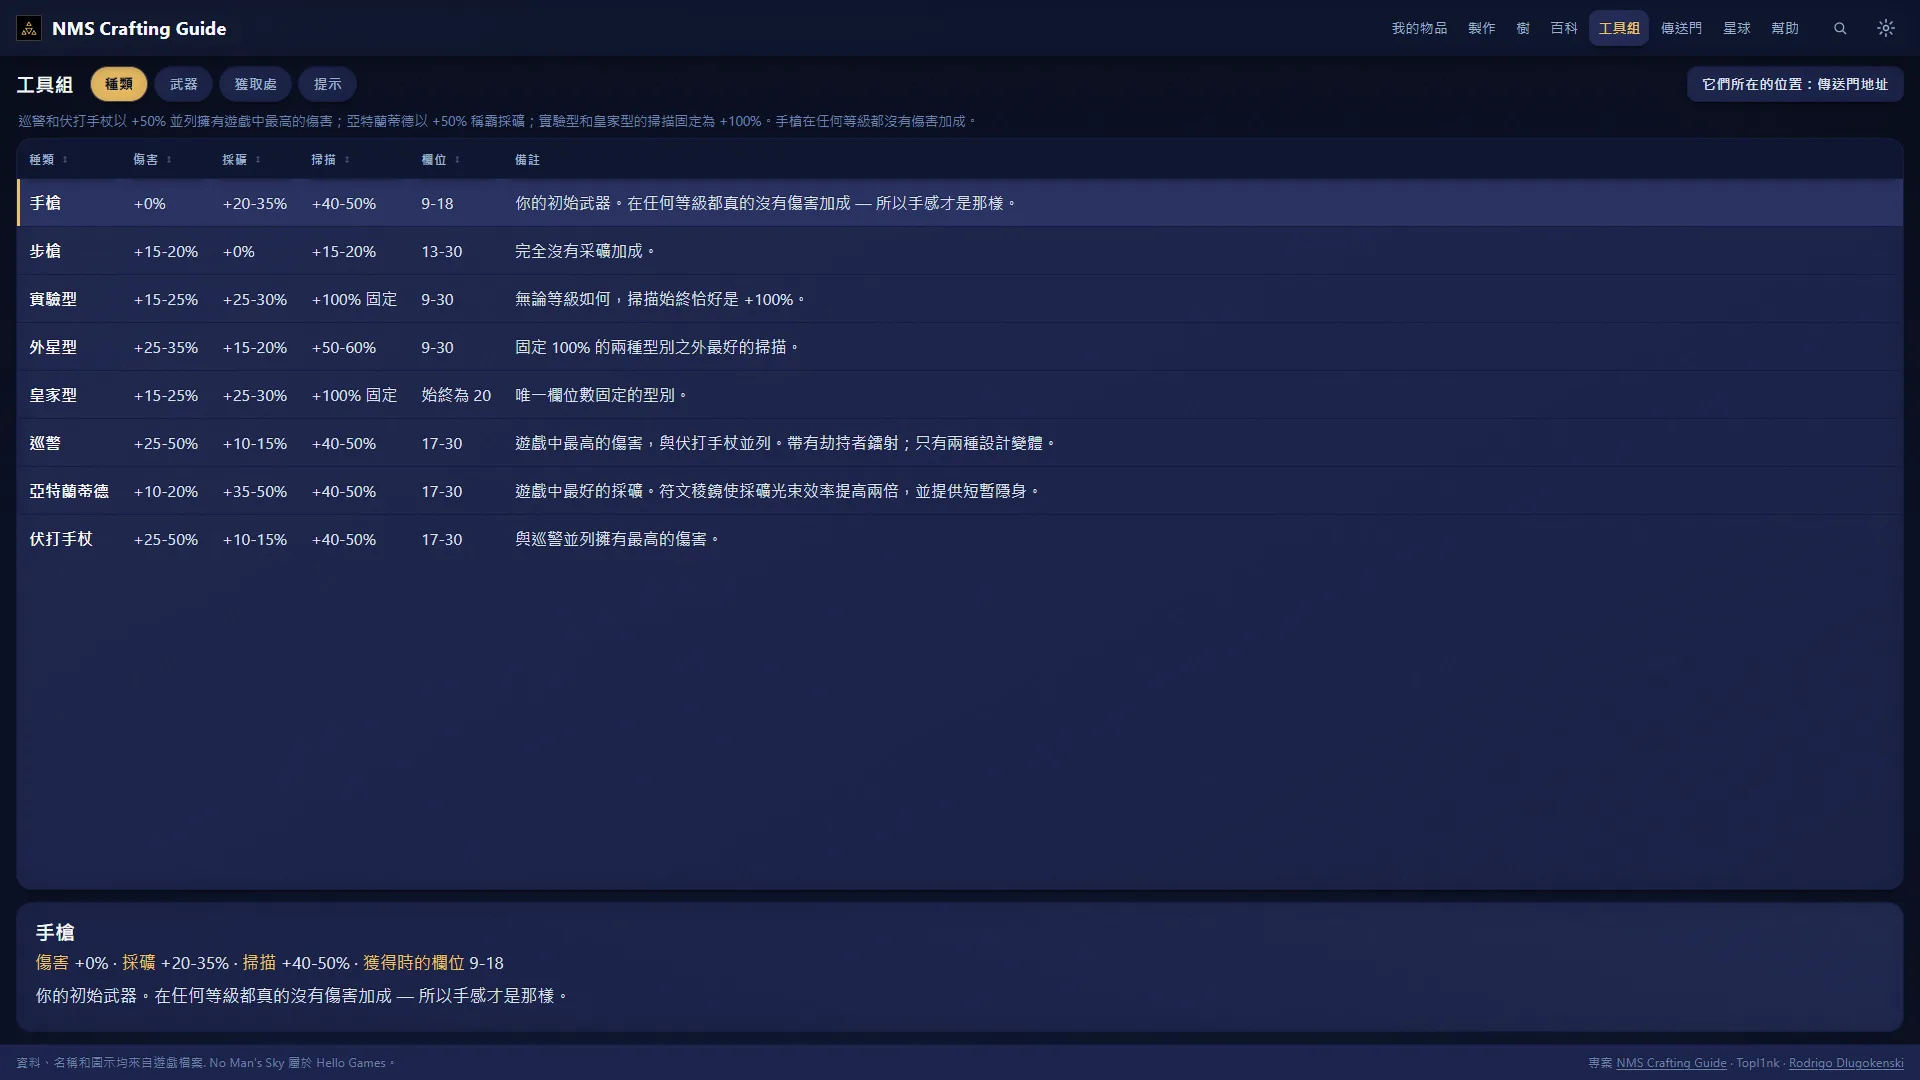 NMS Crafting Guide
我的物品 製作 樹 百科 工具組 傳送門 星球 幫助
工具組 種類 武器 獲取處 提示 它們所在的位置：傳送門地址
巡警和伏打手杖以 +50% 並列擁有遊戲中最高的傷害；亞特蘭蒂德以 +50% 稱霸採礦；實驗型和皇家型的掃描固定為 +100%。手槍在任何等級都沒有傷害加成。
種類 傷害 採礦 掃描 欄位 備註
手槍 +0% +20-35% +40-50% 9-18 你的初始武器。在任何等級都真的沒有傷害加成 — 所以手感才是那樣。
步槍 +15-20% +0% +15-20% 13-30 完全沒有采礦加成。
實驗型 +15-25% +25-30% +100% 固定 9-30 無論等級如何，掃描始終恰好是 +100%。
外星型 +25-35% +15-20% +50-60% 9-30 固定 100% 的兩種型別之外最好的掃描。
皇家型 +15-25% +25-30% +100% 固定 始終為 20 唯一欄位數固定的型別。
巡警 +25-50% +10-15% +40-50% 17-30 遊戲中最高的傷害，與伏打手杖並列。帶有劫持者鐳射；只有兩種設計變體。
亞特蘭蒂德 +10-20% +35-50% +40-50% 17-30 遊戲中最好的採礦。符文稜鏡使採礦光束效率提高兩倍，並提供短暫隱身。
伏打手杖 +25-50% +10-15% +40-50% 17-30 與巡警並列擁有最高的傷害。
手槍
傷害 +0% · 採礦 +20-35% · 掃描 +40-50% · 獲得時的欄位 9-18
你的初始武器。在任何等級都真的沒有傷害加成 — 所以手感才是那樣。
資料、名稱和圖示均來自遊戲檔案. No Man's Sky 屬於 Hello Games。
專案 NMS Crafting Guide · Topl1nk · Rodrigo Dlugokenski